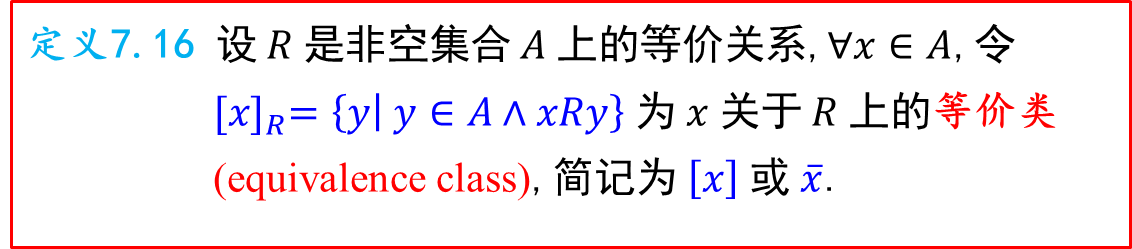 定义7.16 设 R 是非空集合 A 上的等价关系, ∀x ∈ A, 令
[x]_R = {y| y ∈ A ∧ xRy} 为 x 关于 R 上的等价类
(equivalence class), 简记为 [x] 或 x̄.